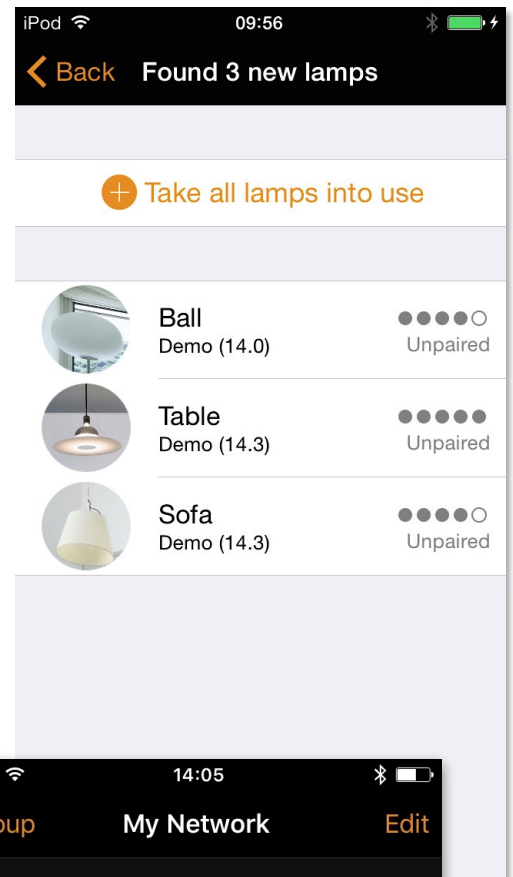 iPod 09:56
Back Found 3 new lamps
Take all lamps into use
Ball
Demo (14.0)
Unpaired
Table
Demo (14.3)
Unpaired
Sofa
Demo (14.3)
Unpaired
14:05
My Network Edit